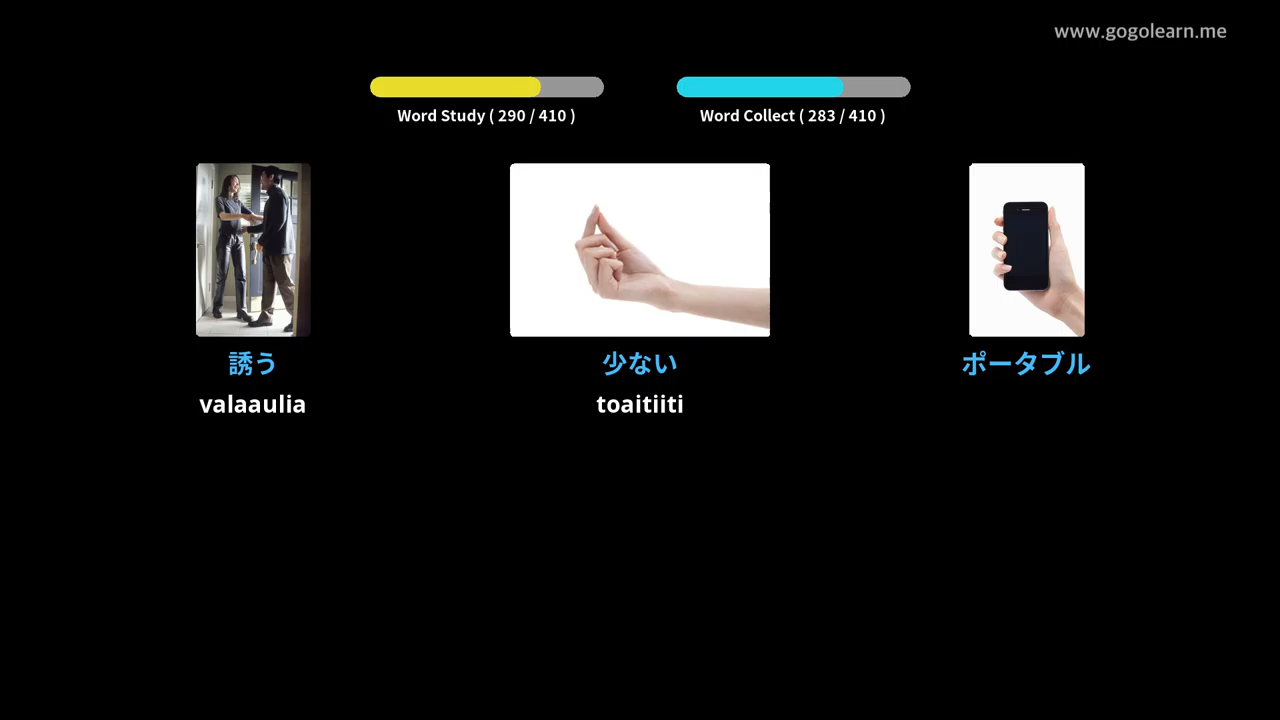 www.gogolearn.me
Word Study ( 290 / 410 )
Word Collect ( 283 / 410 )
誘う
少ない
ポータブル
valaaulia
toaitiiti